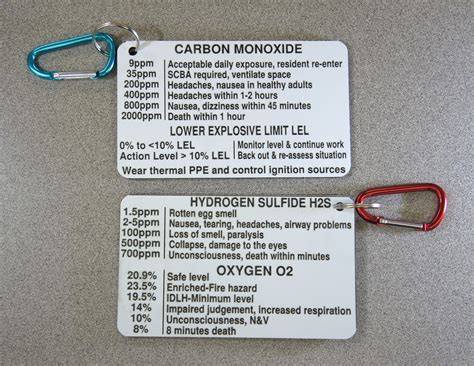 CARBON MONOXIDE
9ppm Acceptable daily exposure, resident re-enter
35ppm SCBA required, ventilate space
200ppm Headaches, nausea in healthy adults
400ppm Headaches within 1-2 hours
800ppm Nausea, dizziness within 45 minutes
2000ppm Death within 1 hour
LOWER EXPLOSIVE LIMIT LEL
0% to <10% LEL Monitor level & continue work
Action Level > 10% LEL Back out & re-assess situation
Wear thermal PPE and control ignition sources
HYDROGEN SULFIDE H2S
1.5ppm Rotten egg smell
2-5ppm Nausea, tearing, headaches, airway problems
100ppm Loss of smell, paralysis
500ppm Collapse, damage to the eyes
700ppm Unconsciousness, death within minutes
OXYGEN O2
20.9% Safe level
23.5% Enriched-Fire hazard
19.5% IDLH-Minimum level
14% Impaired judgement, increased respiration
10% Unconsciousness, N&V
8% 8 minutes death